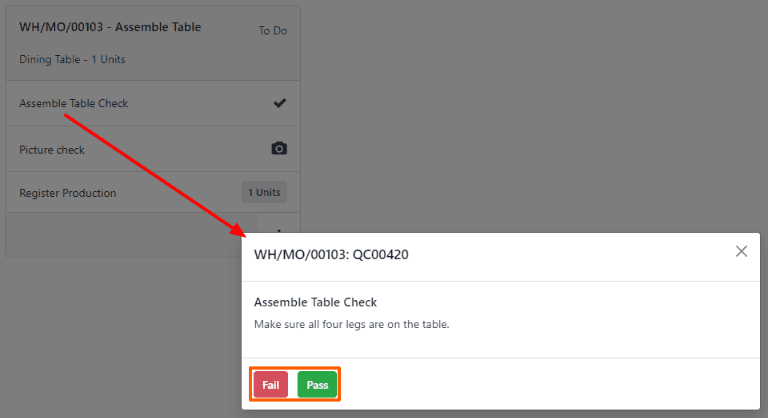 WH/MO/00103 - Assemble Table
To Do
Dining Table - 1 Units
Assemble Table Check
Picture check
Register Production
1 Units
WH/MO/00103: QC00420
Assemble Table Check
Make sure all four legs are on the table.
Fail
Pass